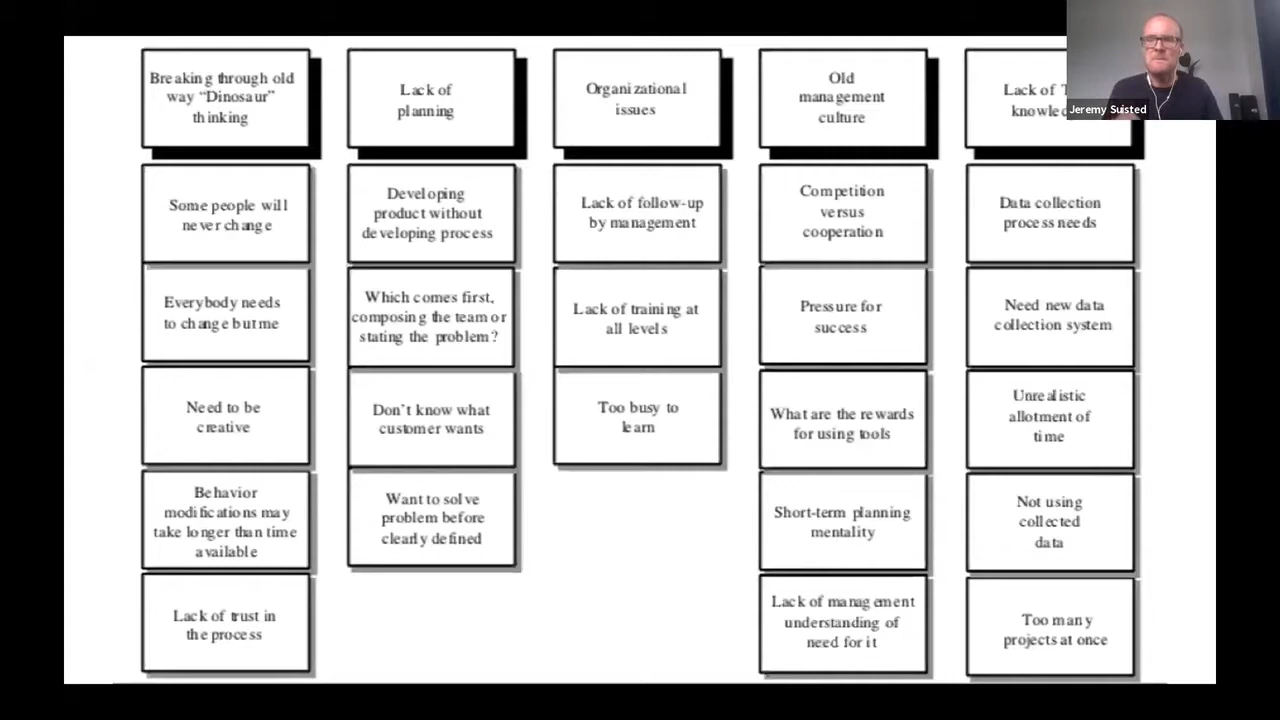 Breaking through old
way “Dinosaur”
thinking
Some people will
never change
Everybody needs
to change but me
Need to be
creative
Behavior
modifications may
take longer than time
available
Lack of trust in
the process
Lack of
planning
Developing
product without
developing process
Which comes first,
composing the team or
stating the problem?
Don’t know what
customer wants
Want to solve
problem before
clearly defined
Organizational
issues
Lack of follow-up
by management
Lack of training at
all levels
Too busy to
learn
Old
management
culture
Competition
versus
cooperation
Pressure for
success
What are the rewards
for using tools
Short-term planning
mentality
Lack of management
understanding of
need for it
Lack of
Data collection
process needs
Need new data
collection system
Unrealistic
allotment of
time
Not using
collected
data
Too many
projects at once
Jeremy Suisted